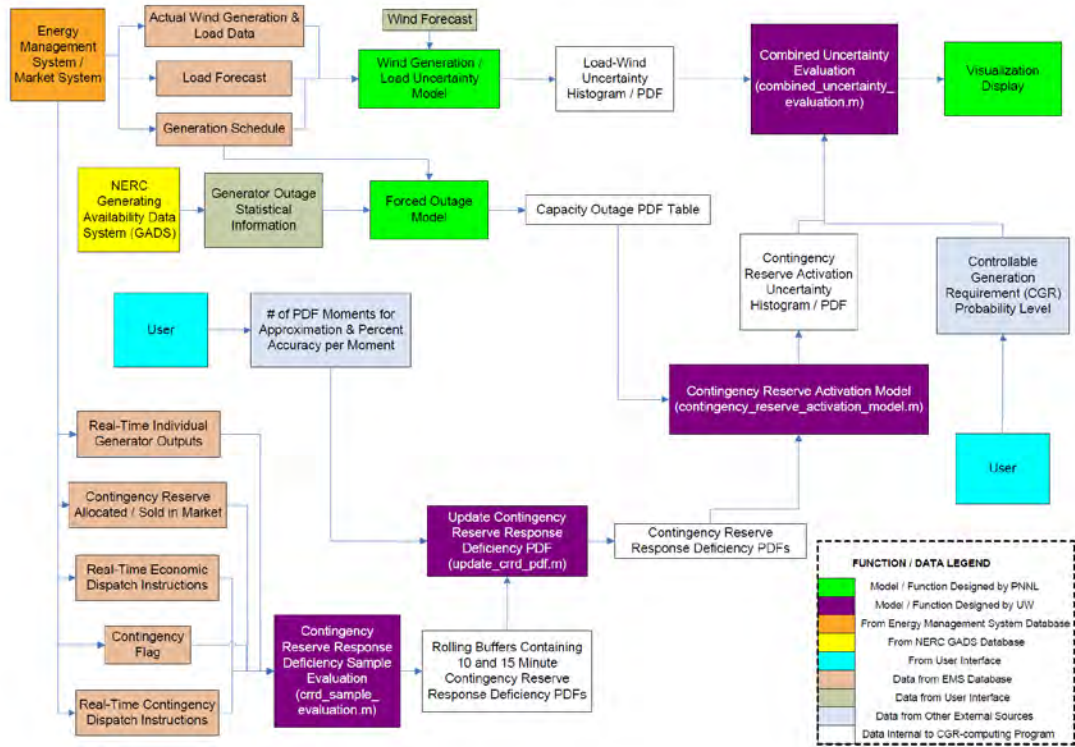 Energy
Management
System /
Market System
Actual Wind Generation &
Load Data
Load Forecast
Generation Schedule
Wind Forecast
Wind Generation /
Load Uncertainty
Model
Load-Wind
Uncertainty
Histogram / PDF
Combined Uncertainty
Evaluation
(combined_uncertainty_
evaluation.m)
Visualization
Display
NERC
Generating
Availability Data
System (GADS)
Generator Outage
Statistical
Information
Forced Outage
Model
Capacity Outage PDF Table
Contingency
Reserve Activation
Uncertainty
Histogram / PDF
Controllable
Generation
Requirement (CGR)
Probability Level
User
# of PDF Moments for
Approximation & Percent
Accuracy per Moment
Contingency Reserve Activation Model
(contingency_reserve_activation_model.m)
User
Real-Time Individual
Generator Outputs
Contingency Reserve
Allocated / Sold in Market
Real-Time Economic
Dispatch Instructions
Contingency
Flag
Real-Time Contingency
Dispatch Instructions
Contingency
Reserve Response
Deficiency Sample
Evaluation
(crrd_sample_
evaluation.m)
Update Contingency
Reserve Response
Deficiency PDF
(update_crrd_pdf.m)
Rolling Buffers Containing
10 and 15 Minute
Contingency Reserve
Response Deficiency PDFs
Contingency Reserve
Response Deficiency PDFs
FUNCTION / DATA LEGEND
Model / Function Designed by PNNL
Model / Function Designed by UW
From Energy Management System Database
From NERC GADS Database
From User Interface
Data from EMS Database
Data from User Interface
Data from Other External Sources
Data Internal to CGR-computing Program